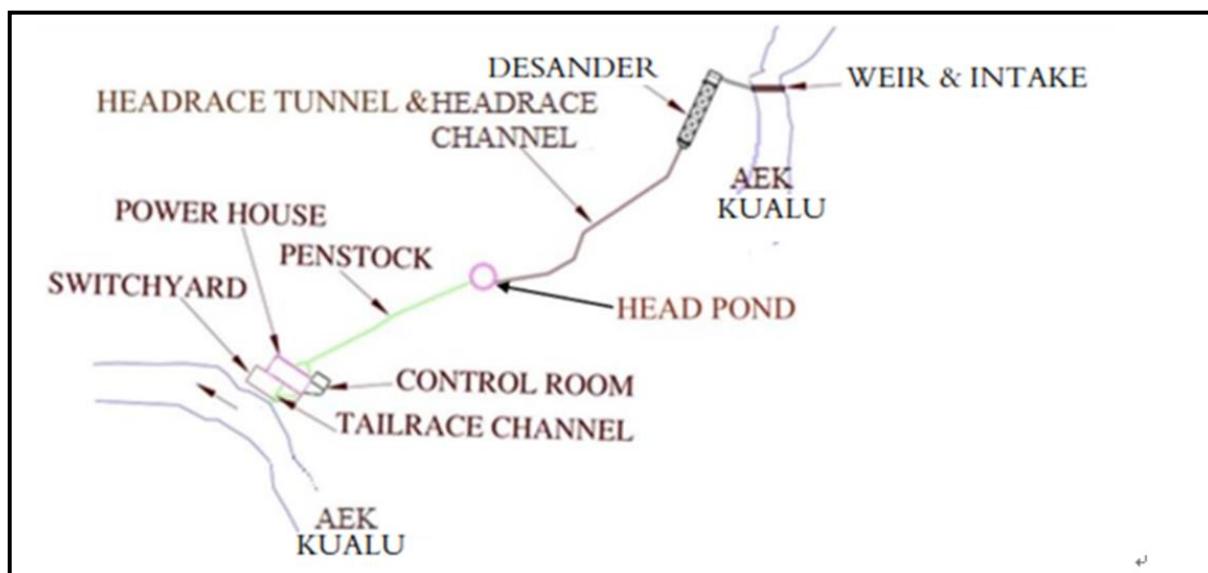 DESANDER
WEIR & INTAKE
HEADRACE TUNNEL & HEADRACE
CHANNEL
AEK
KUALU
POWER HOUSE
PENSTOCK
SWITCHYARD
HEAD POND
CONTROL ROOM
TAILRACE CHANNEL
AEK
KUALU